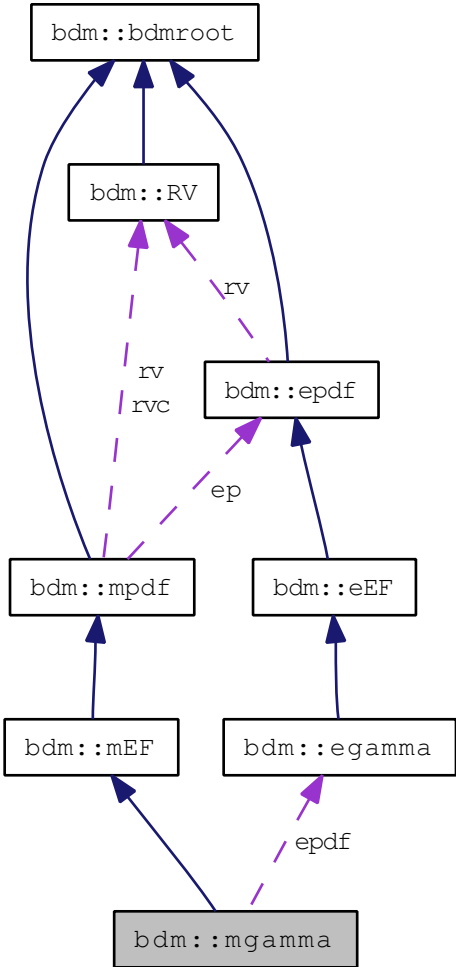 bdm::bdmroot
bdm::RV
rv
bdm::epdf
rv
rvc
ep
bdm::mpdf
bdm::eEF
bdm::mEF
bdm::egamma
epdf
bdm::mgamma